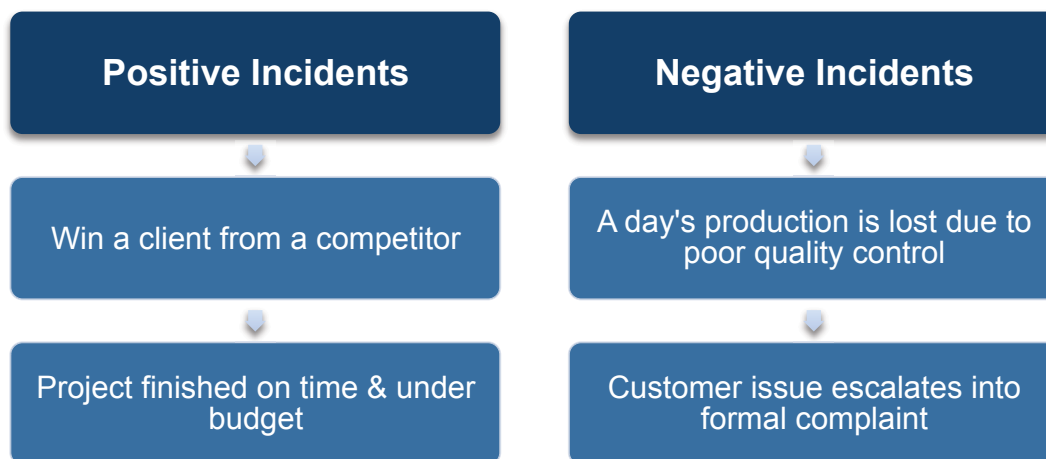 Positive Incidents
Win a client from a competitor
Project finished on time & under
budget
Negative Incidents
A day's production is lost due to
poor quality control
Customer issue escalates into
formal complaint